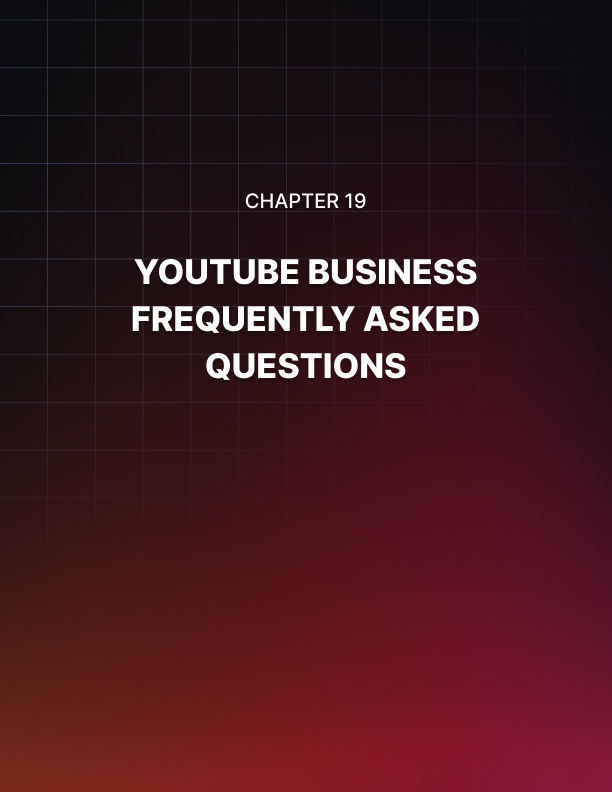 CHAPTER 19
YOUTUBE BUSINESS
FREQUENTLY ASKED
QUESTIONS